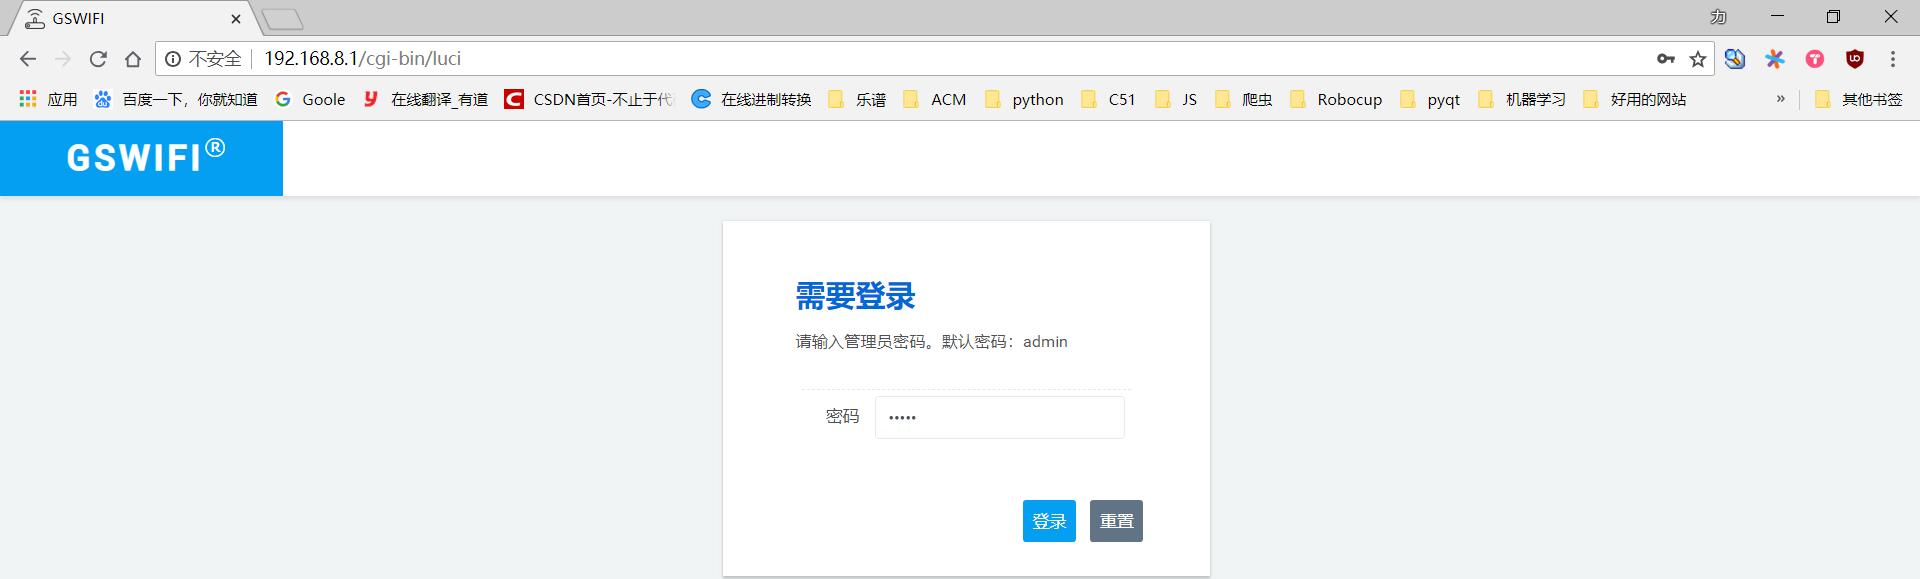 GSWIFI
力
不安全 192.168.8.1/cgi-bin/luci
应用 百度一下，你就知道 Goole 在线翻译_有道 CSDN首页-不止于代 在线进制转换 乐谱 ACM python C51 JS 爬虫 Robocup pyqt 机器学习 好用的网站 » 其他书签
GSWIFI®
需要登录
请输入管理员密码。默认密码：admin
密码 •••••
登录 重置